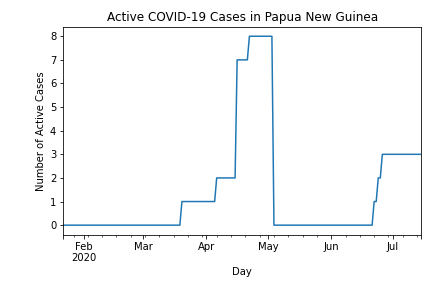 Active COVID-19 Cases in Papua New Guinea
Number of Active Cases
8
7
6
5
4
3
2
1
0
Feb Mar Apr May Jun Jul
2020
Day